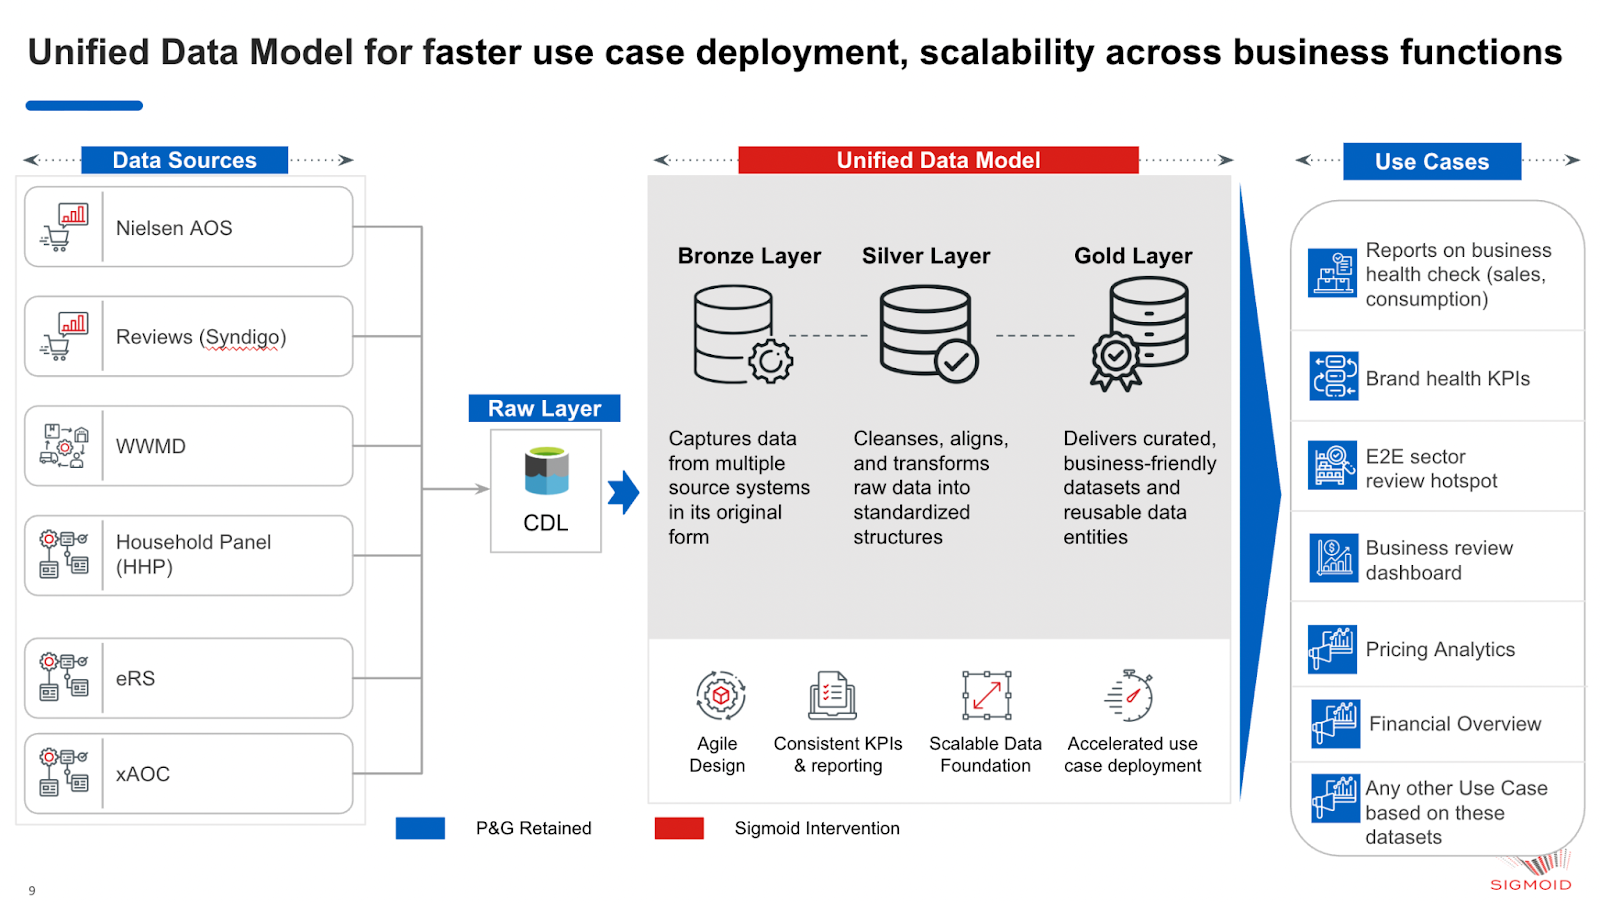 Unified Data Model for faster use case deployment, scalability across business functions
Data Sources
Nielsen AOS
Reviews (Syndigo)
WWMD
Household Panel
(HHP)
eRS
xAOC
Raw Layer
CDL
Unified Data Model
Bronze Layer
Captures data
from multiple
source systems
in its original
form
Silver Layer
Cleanses, aligns,
and transforms
raw data into
standardized
structures
Gold Layer
Delivers curated,
business-friendly
datasets and
reusable data
entities
Agile
Design
Consistent KPIs
& reporting
Scalable Data
Foundation
Accelerated use
case deployment
Use Cases
Reports on business
health check (sales,
consumption)
Brand health KPIs
E2E sector
review hotspot
Business review
dashboard
Pricing Analytics
Financial Overview
Any other Use Case
based on these
datasets
P&G Retained
Sigmoid Intervention
9
SIGMOID